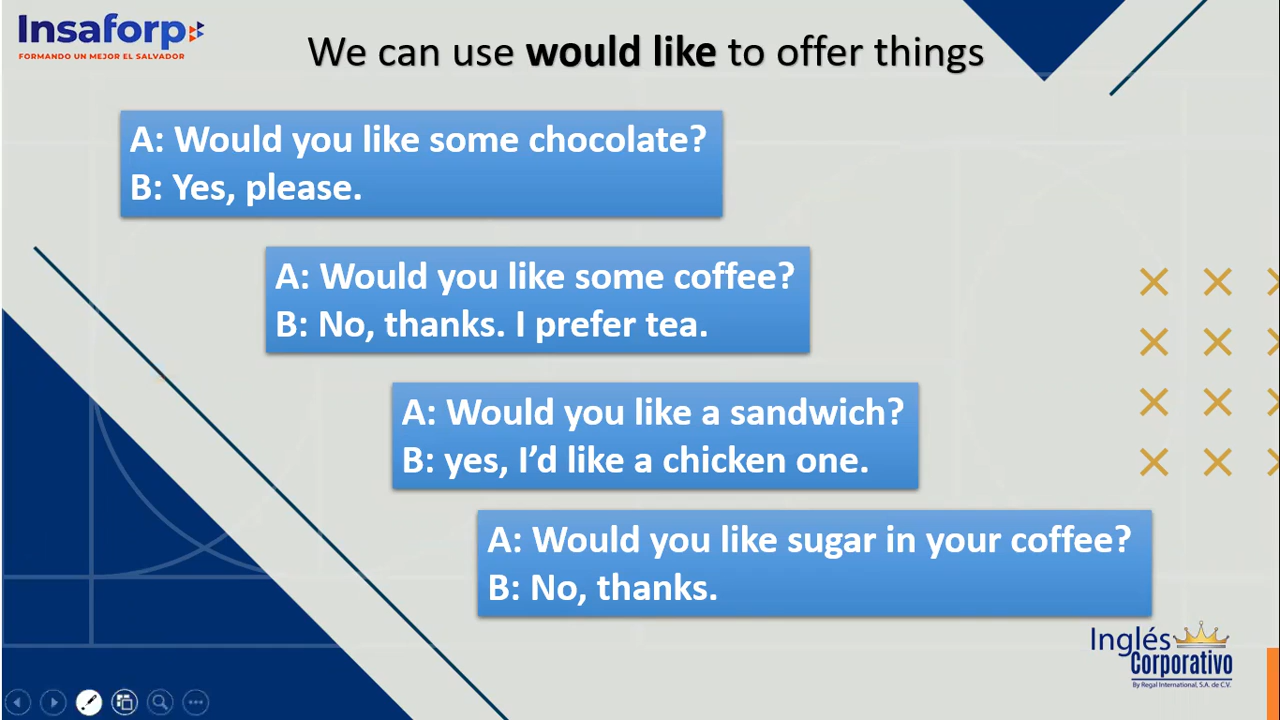 Insaforp
FORMANDO UN MEJOR EL SALVADOR
We can use would like to offer things
A: Would you like some chocolate?
B: Yes, please.
A: Would you like some coffee?
B: No, thanks. I prefer tea.
A: Would you like a sandwich?
B: yes, I’d like a chicken one.
A: Would you like sugar in your coffee?
B: No, thanks.
Inglés
Corporativo
By Regal International, S.A. de C.V.